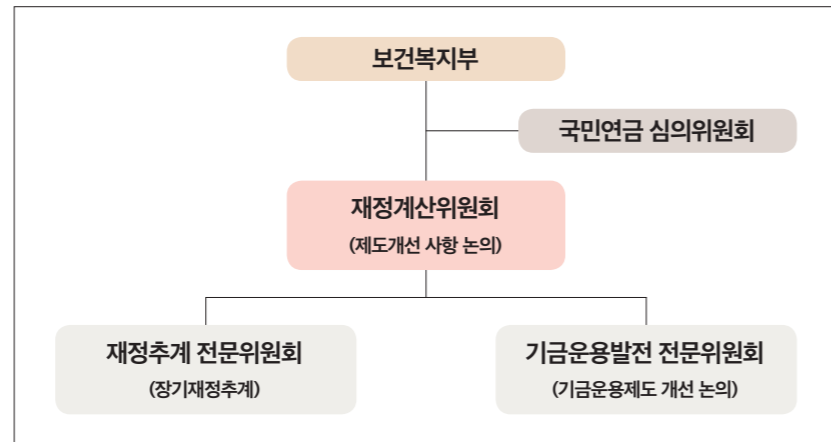 보건복지부
국민연금 심의위원회
재정계산위원회
(제도개선 사항 논의)
재정추계 전문위원회
(장기재정추계)
기금운용발전 전문위원회
(기금운용제도 개선 논의)